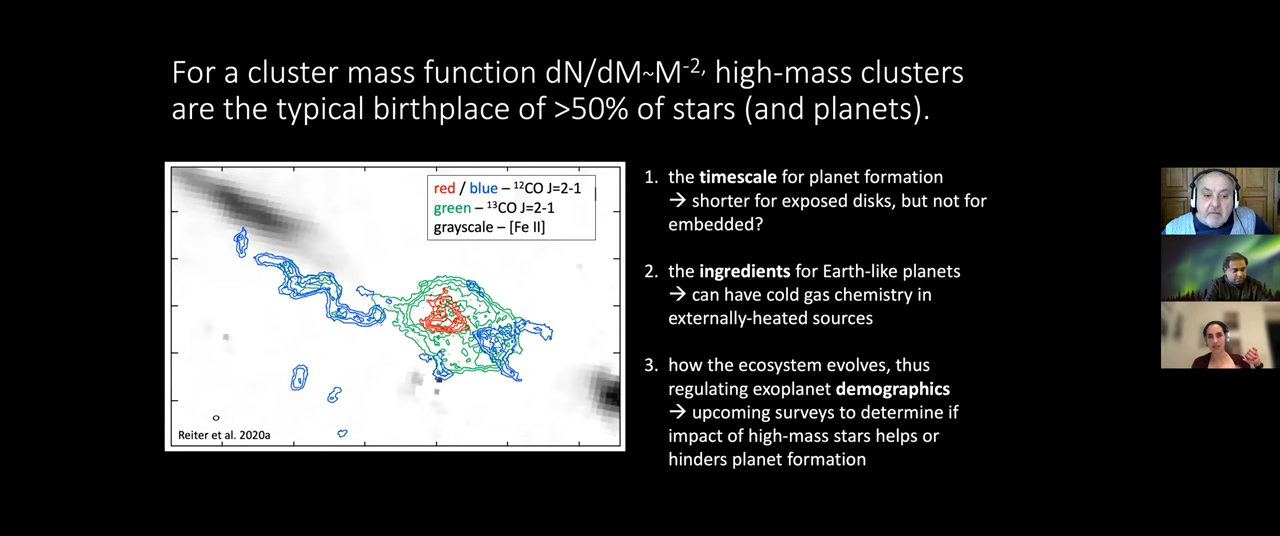 For a cluster mass function dN/dM~M⁻²˒ high-mass clusters
are the typical birthplace of >50% of stars (and planets).
red / blue – ¹²CO J=2-1
green – ¹³CO J=2-1
grayscale – [Fe II]
Reiter et al. 2020a
1. the timescale for planet formation
→ shorter for exposed disks, but not for
embedded?
2. the ingredients for Earth-like planets
→ can have cold gas chemistry in
externally-heated sources
3. how the ecosystem evolves, thus
regulating exoplanet demographics
→ upcoming surveys to determine if
impact of high-mass stars helps or
hinders planet formation